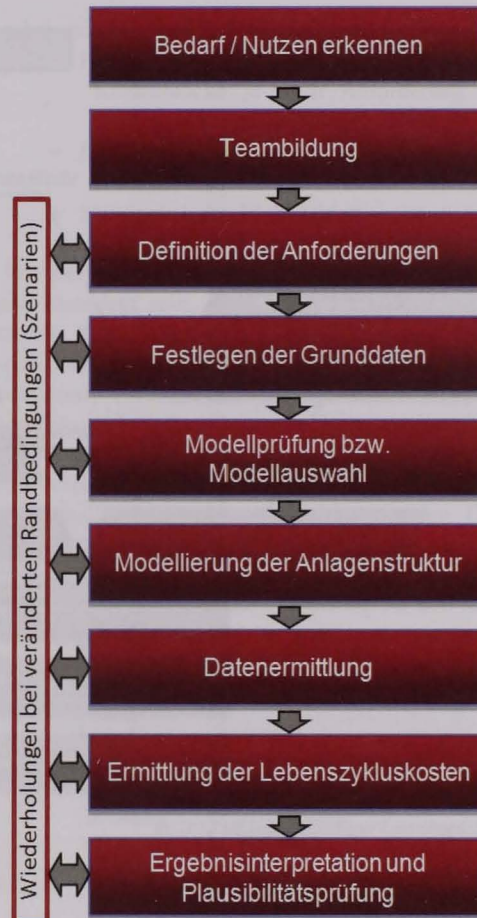 Bedarf / Nutzen erkennen
Teambildung
Definition der Anforderungen
Festlegen der Grunddaten
Modellprüfung bzw.
Modellauswahl
Modellierung der Anlagenstruktur
Datenermittlung
Ermittlung der Lebenszykluskosten
Ergebnisinterpretation und
Plausibilitätsprüfung
Wiederholungen bei veränderten Randbedingungen (Szenarien)